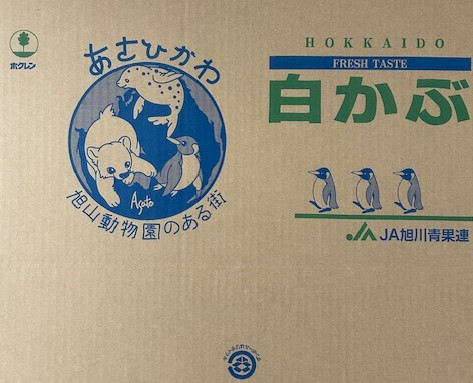 ホクレン
あさひかわ
Asato
旭山動物園のある街
HOKKAIDO
FRESH TASTE
白かぶ
JA旭川青果連